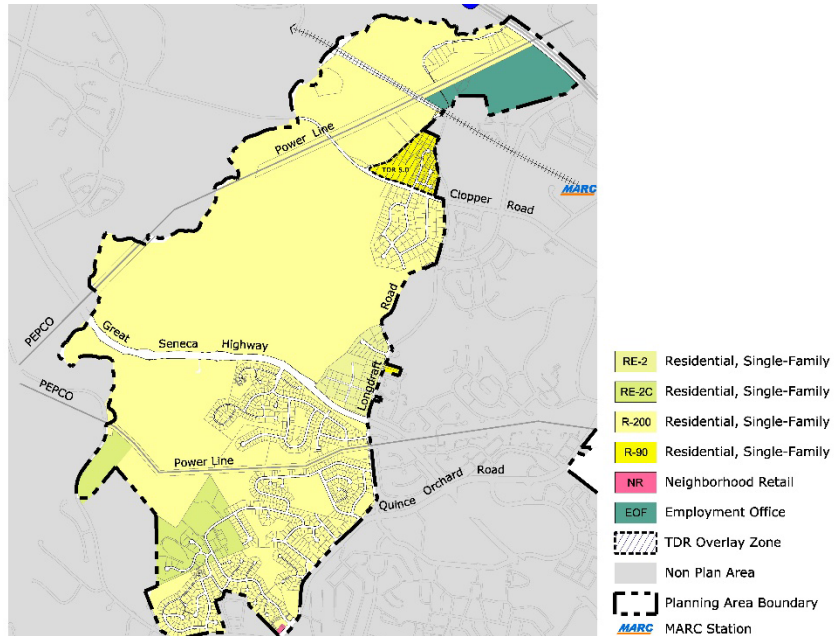 Power Line
TDR 5.0
MARC
Clopper Road
Road
Longdraft
PEPCO
Great Seneca Highway
PEPCO
Power Line
Quince Orchard Road
RE-2 Residential, Single-Family
RE-2C Residential, Single-Family
R-200 Residential, Single-Family
R-90 Residential, Single-Family
NR Neighborhood Retail
EOF Employment Office
TDR Overlay Zone
Non Plan Area
Planning Area Boundary
MARC MARC Station